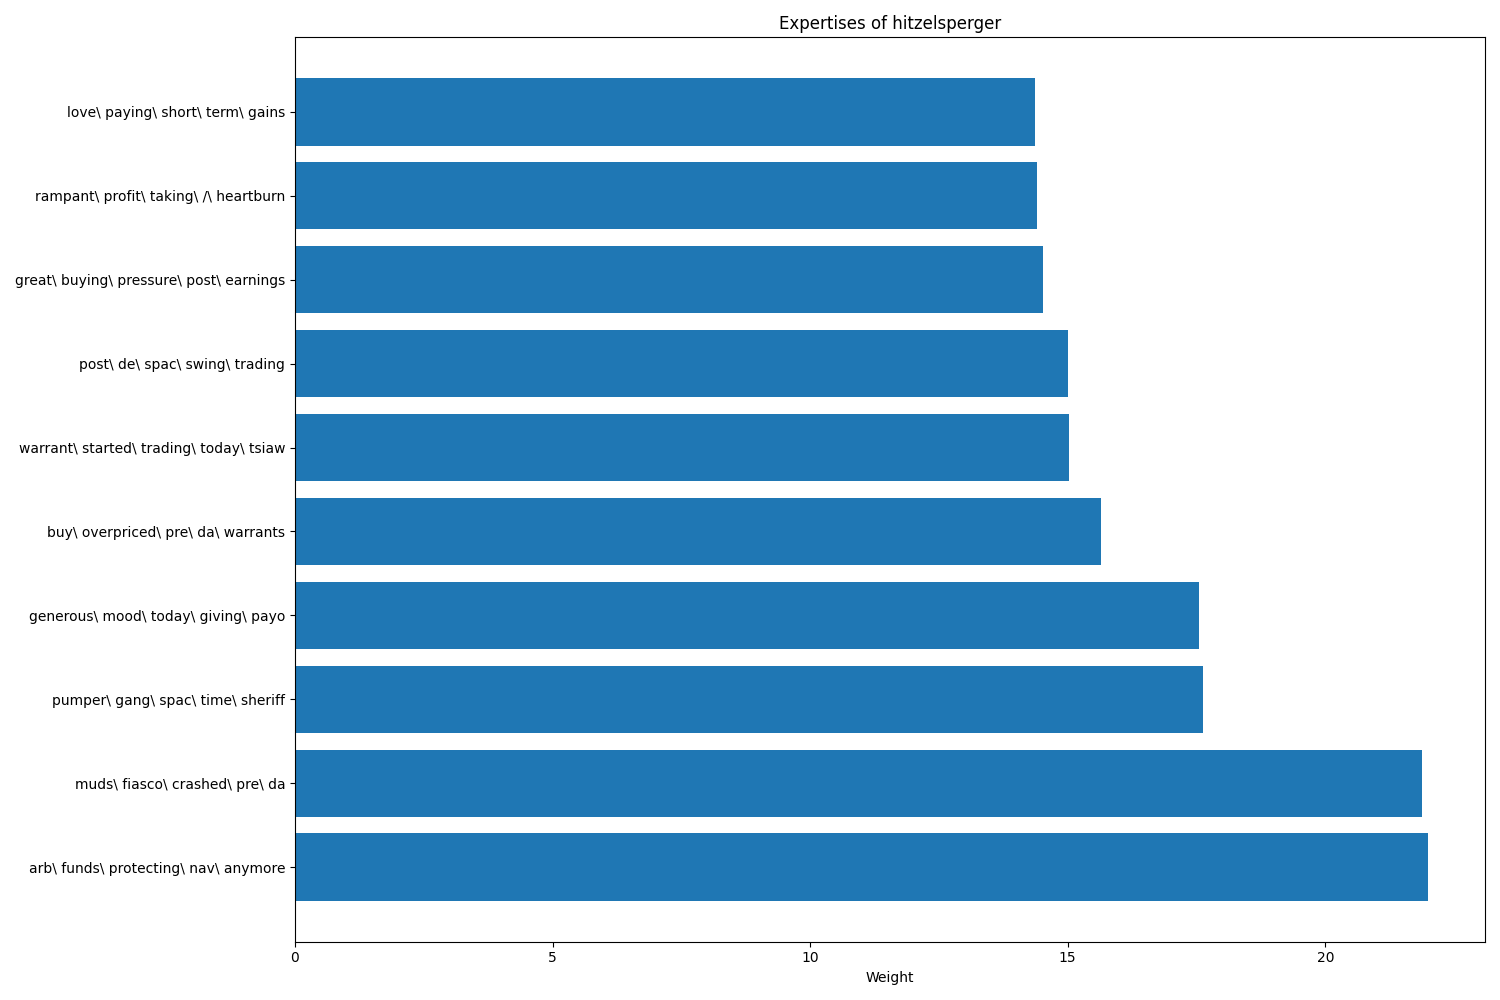 Expertises of hitzelsperger
love\ paying\ short\ term\ gains
rampant\ profit\ taking\ /\ heartburn
great\ buying\ pressure\ post\ earnings
post\ de\ spac\ swing\ trading
warrant\ started\ trading\ today\ tsiaw
buy\ overpriced\ pre\ da\ warrants
generous\ mood\ today\ giving\ payo
pumper\ gang\ spac\ time\ sheriff
muds\ fiasco\ crashed\ pre\ da
arb\ funds\ protecting\ nav\ anymore
0 5 10 15 20
Weight